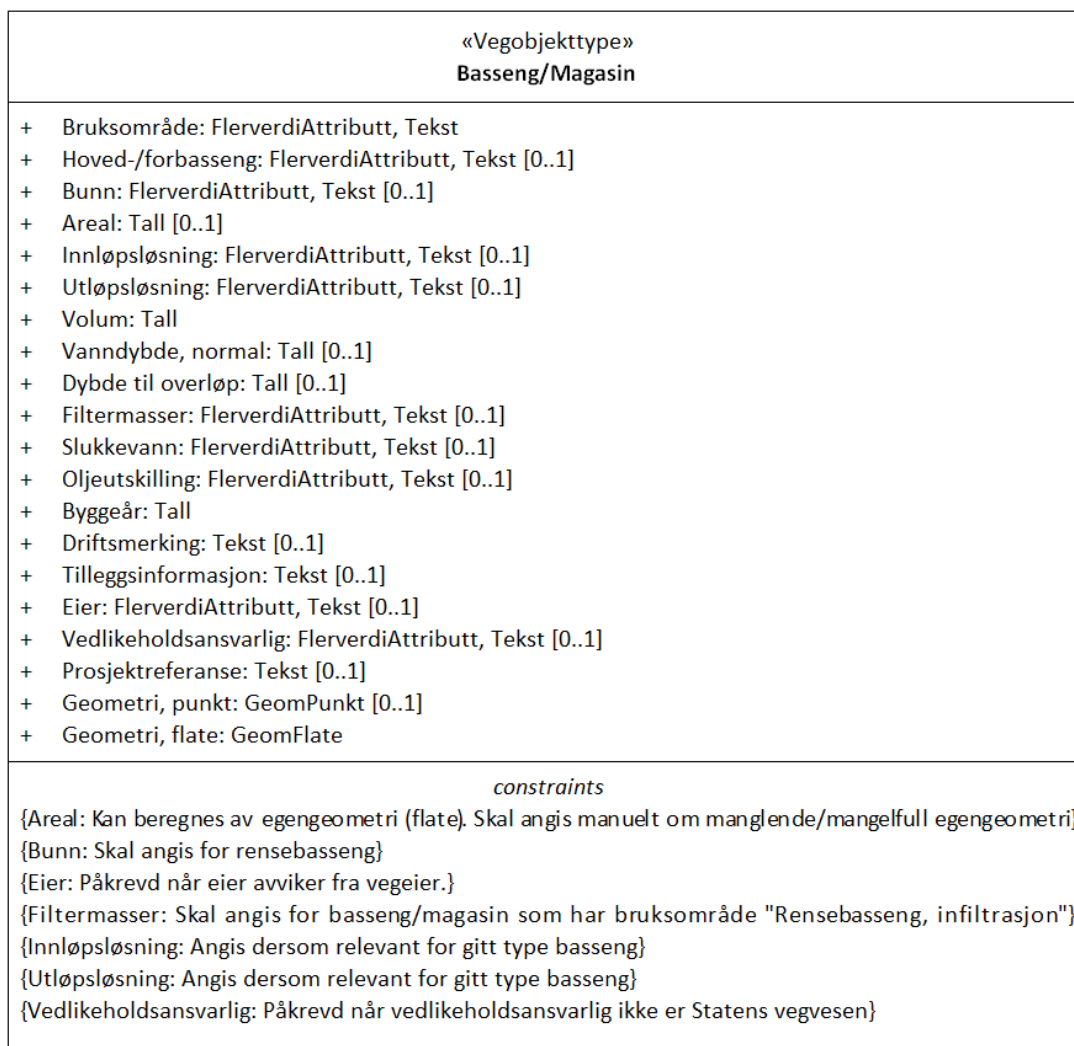 «Vegobjekttype»
Basseng/Magasin
+ Bruksområde: FlerverdiAttributt, Tekst
+ Hoved-/forbasseng: FlerverdiAttributt, Tekst [0..1]
+ Bunn: FlerverdiAttributt, Tekst [0..1]
+ Areal: Tall [0..1]
+ Innløpsløsning: FlerverdiAttributt, Tekst [0..1]
+ Utløpsløsning: FlerverdiAttributt, Tekst [0..1]
+ Volum: Tall
+ Vanndybde, normal: Tall [0..1]
+ Dybde til overløp: Tall [0..1]
+ Filtermasser: FlerverdiAttributt, Tekst [0..1]
+ Slukkevann: FlerverdiAttributt, Tekst [0..1]
+ Oljeutskilling: FlerverdiAttributt, Tekst [0..1]
+ Byggeår: Tall
+ Driftsmerking: Tekst [0..1]
+ Tilleggsinformasjon: Tekst [0..1]
+ Eier: FlerverdiAttributt, Tekst [0..1]
+ Vedlikeholdsansvarlig: FlerverdiAttributt, Tekst [0..1]
+ Prosjektreferanse: Tekst [0..1]
+ Geometri, punkt: GeomPunkt [0..1]
+ Geometri, flate: GeomFlate
constraints
{Areal: Kan beregnes av egengeometri (flate). Skal angis manuelt om manglende/mangelfull egengeometri}
{Bunn: Skal angis for rensebasseng}
{Eier: Påkrevd når eier avviker fra vegeier.}
{Filtermasser: Skal angis for basseng/magasin som har bruksområde "Rensebasseng, infiltrasjon"}
{Innløpsløsning: Angis dersom relevant for gitt type basseng}
{Utløpsløsning: Angis dersom relevant for gitt type basseng}
{Vedlikeholdsansvarlig: Påkrevd når vedlikeholdsansvarlig ikke er Statens vegvesen}